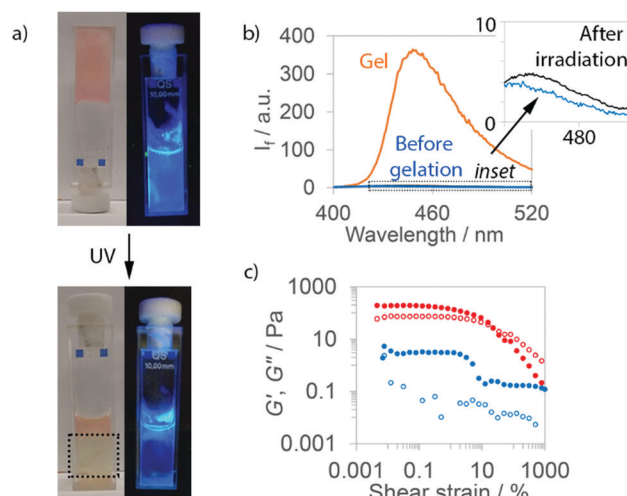 a)
QS
10,00mm
UV
QS
10,00mm
b)
400
300
200
100
0
I_f / a.u.
Gel
Before
gelation
inset
400
460
520
Wavelength / nm
10
0
After
irradiation
480
c)
1000
10
0.1
0.001
G', G'' / Pa
0.001
0.1
10
1000
Shear strain / %